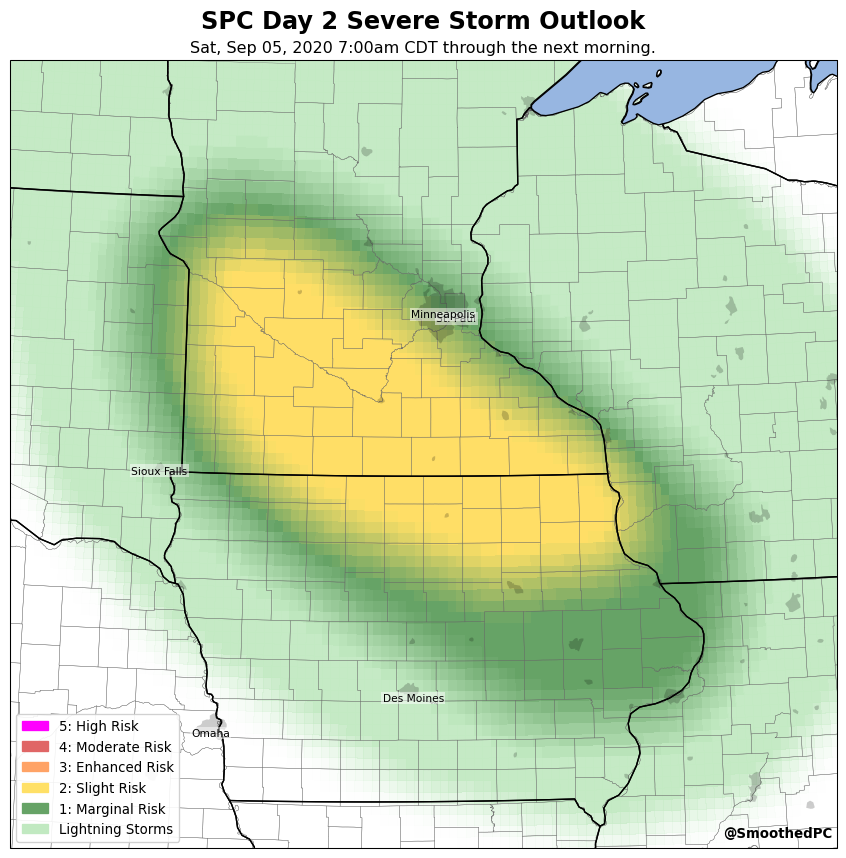 SPC Day 2 Severe Storm Outlook
Sat, Sep 05, 2020 7:00am CDT through the next morning.
Minneapolis
St. Paul
Sioux Falls
Des Moines
Omaha
5: High Risk
4: Moderate Risk
3: Enhanced Risk
2: Slight Risk
1: Marginal Risk
Lightning Storms
@SmoothedPC